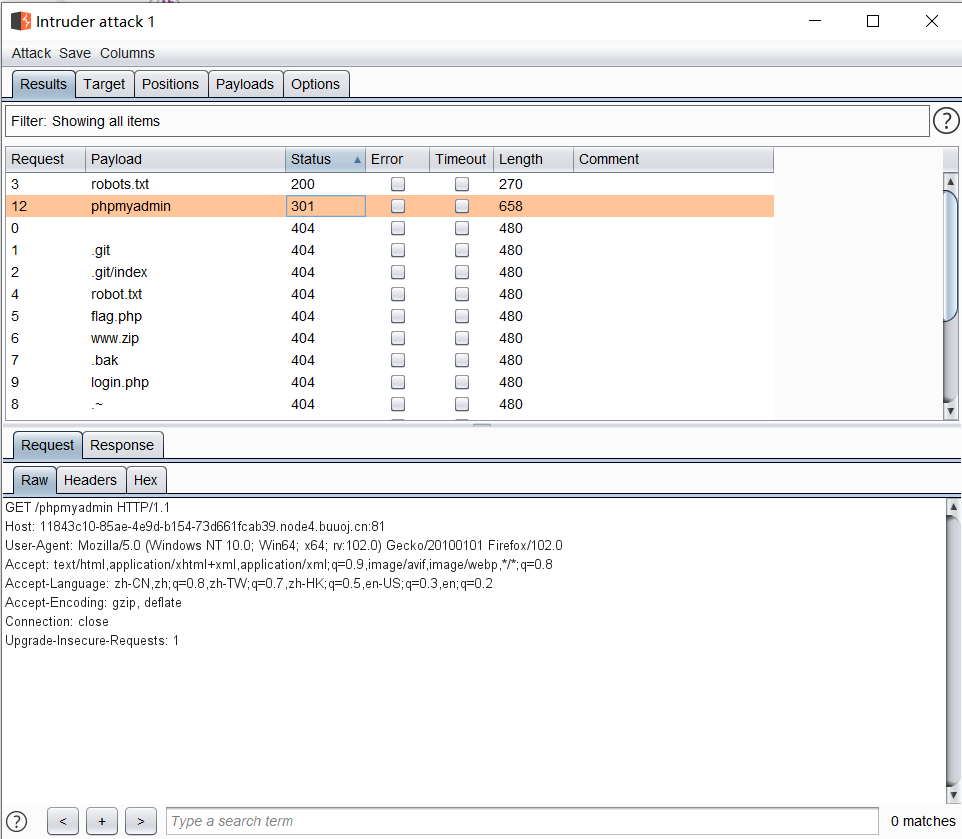 Intruder attack 1
Attack Save Columns
Results Target Positions Payloads Options
Filter: Showing all items ?
Request Payload Status Error Timeout Length Comment
3 robots.txt 200 270
12 phpmyadmin 301 658
0 404 480
1 .git 404 480
2 .git/index 404 480
4 robot.txt 404 480
5 flag.php 404 480
6 www.zip 404 480
7 .bak 404 480
9 login.php 404 480
8 .~ 404 480
Request Response
Raw Headers Hex
GET /phpmyadmin HTTP/1.1
Host: 11843c10-85ae-4e9d-b154-73d661fcab39.node4.buuoj.cn:81
User-Agent: Mozilla/5.0 (Windows NT 10.0; Win64; x64; rv:102.0) Gecko/20100101 Firefox/102.0
Accept: text/html,application/xhtml+xml,application/xml;q=0.9,image/avif,image/webp,*/*;q=0.8
Accept-Language: zh-CN,zh;q=0.8,zh-TW;q=0.7,zh-HK;q=0.5,en-US;q=0.3,en;q=0.2
Accept-Encoding: gzip, deflate
Connection: close
Upgrade-Insecure-Requests: 1
? < + > Type a search term 0 matches